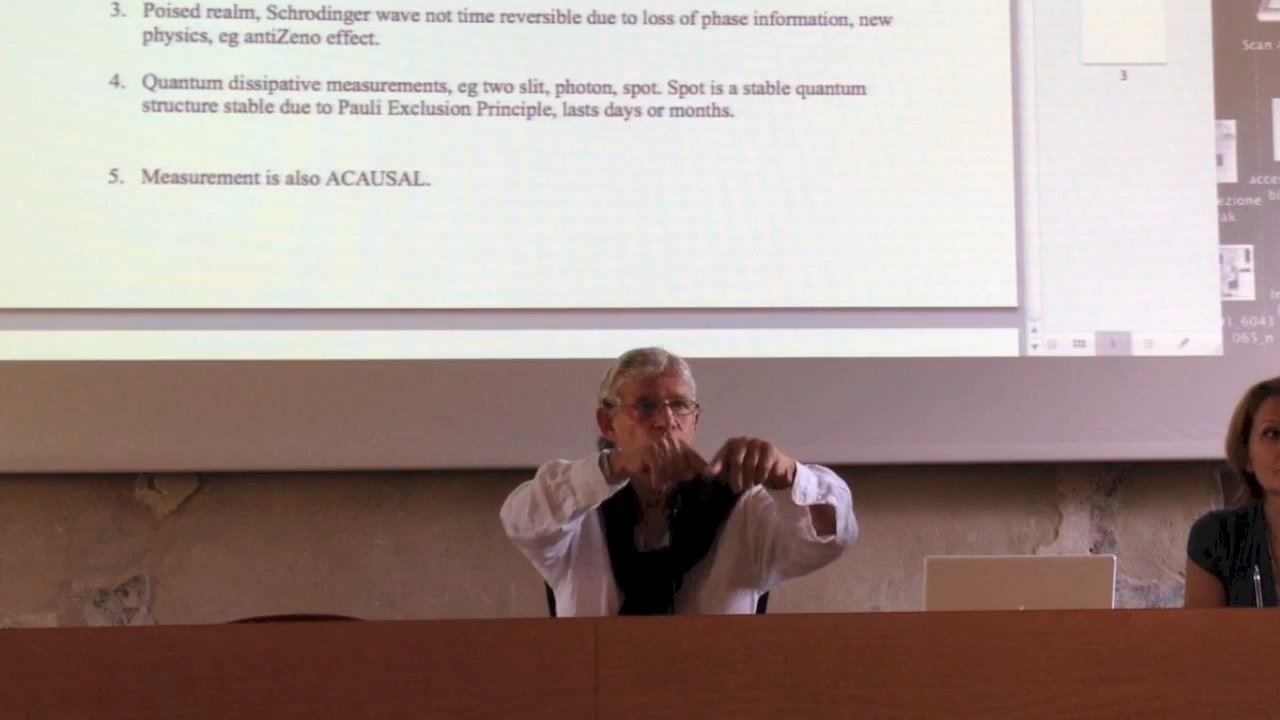 3. Poised realm, Schrodinger wave not time reversible due to loss of phase information, new
physics, eg antiZeno effect.
4. Quantum dissipative measurements, eg two slit, photon, spot. Spot is a stable quantum
structure stable due to Pauli Exclusion Principle, lasts days or months.
5. Measurement is also ACAUSAL.
3
Scan
ezione
065_n